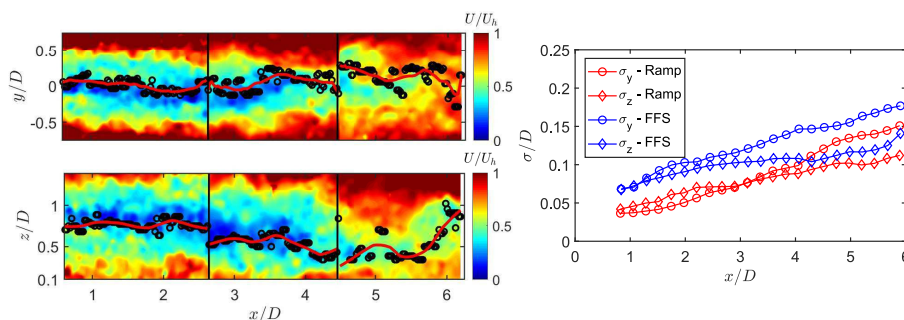 U/U_h
y/D
0.5
0
-0.5
1
0.5
0
U/U_h
z/D
1
0.5
0.1
1
0.5
0
1 2 3 4 5 6
x/D
σ/D
0.25
0.2
0.15
0.1
0.05
0
σ_y - Ramp
σ_z - Ramp
σ_y - FFS
σ_z - FFS
0 1 2 3 4 5 6
x/D